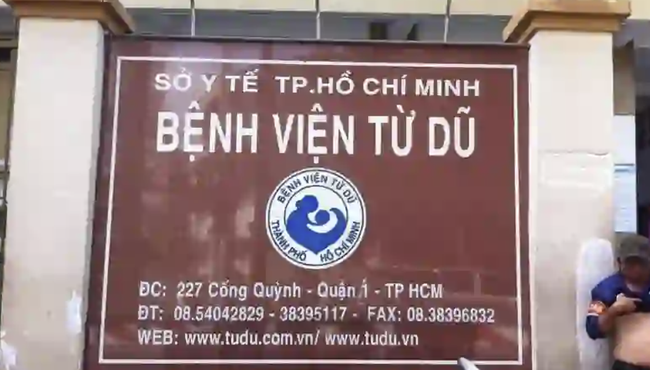 SỞ Y TẾ TP.HỒ CHÍ MINH
BỆNH VIỆN TỪ DŨ
BỆNH VIỆN TỪ DŨ
THÀNH PHỐ HỒ CHÍ MINH
ĐC: 227 Cống Quỳnh - Quận 1 - TP HCM
ĐT: 08.54042829 - 38395117 - FAX: 08.38396832
WEB: www.tudu.com.vn/ www.tudu.vn